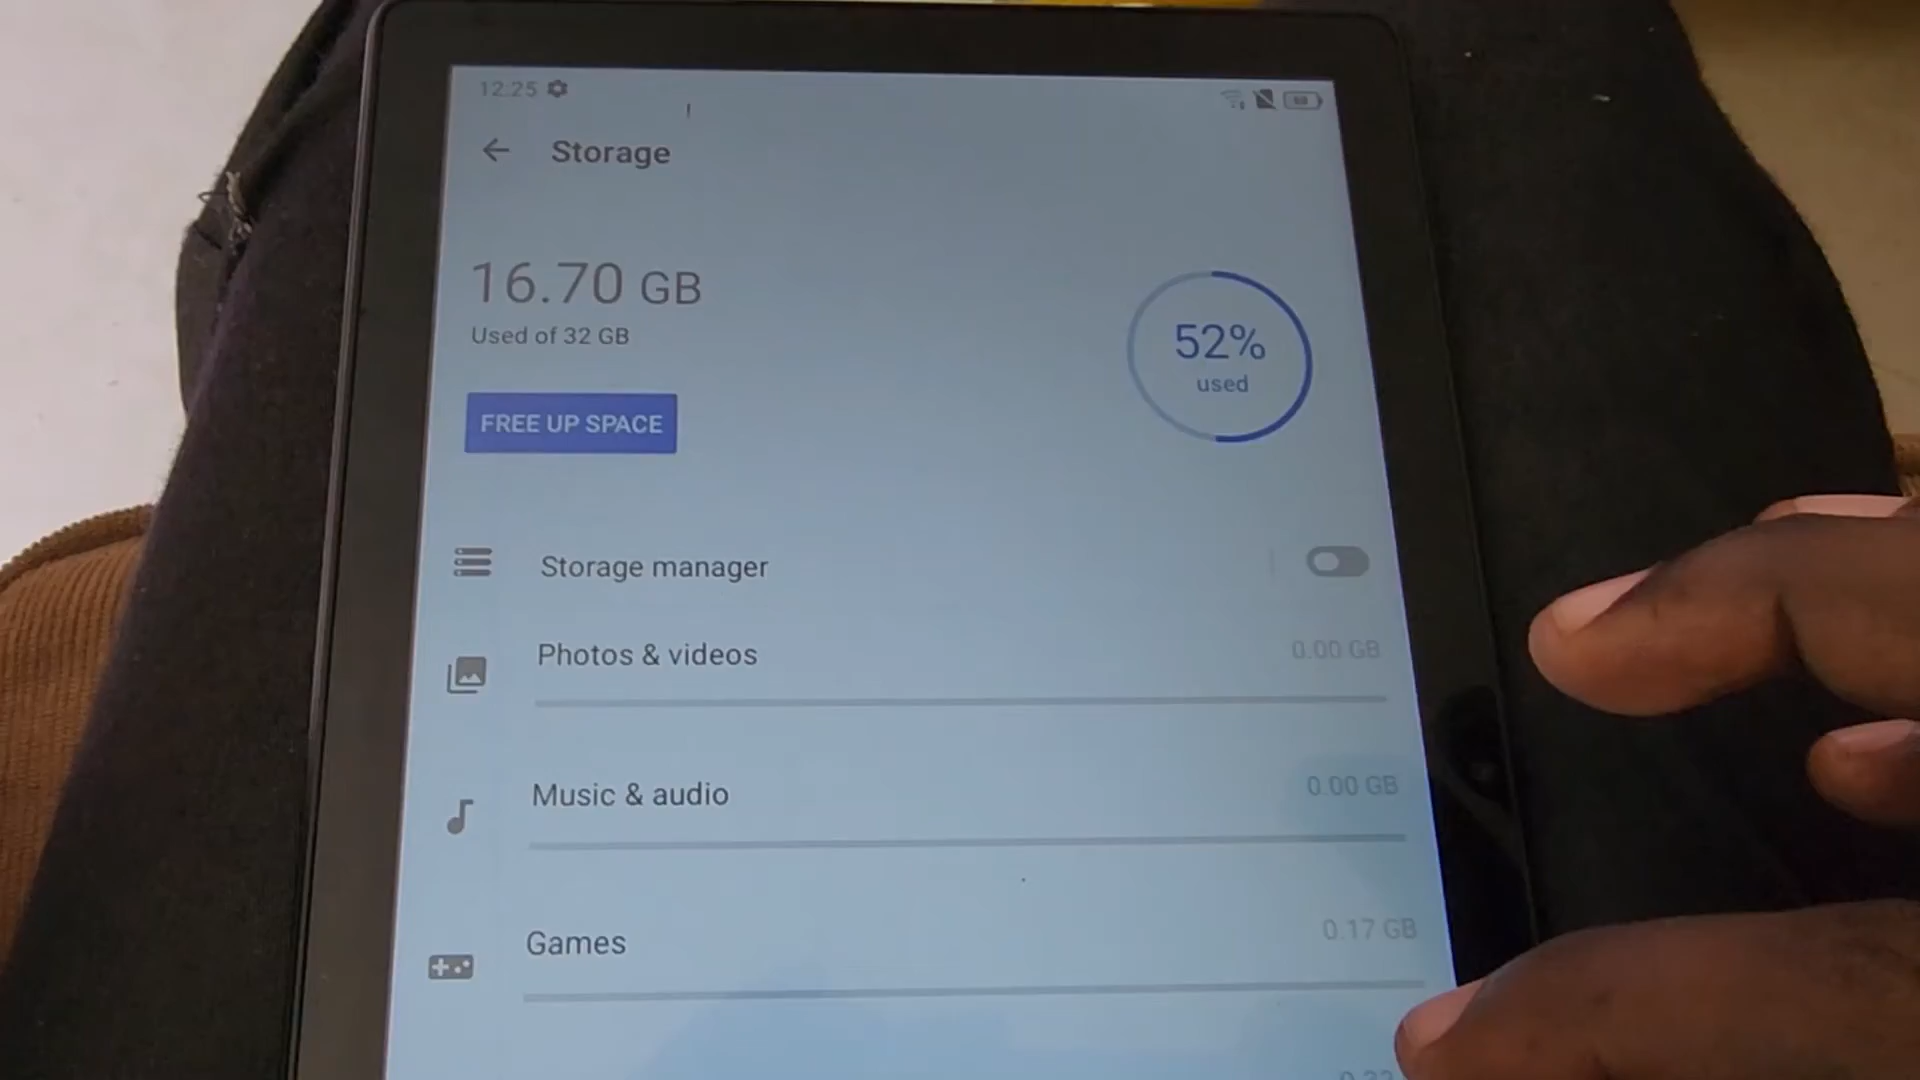 12:25
Storage
16.70 GB
Used of 32 GB
52%
used
FREE UP SPACE
Storage manager
Photos & videos
0.00 GB
Music & audio
0.00 GB
Games
0.17 GB